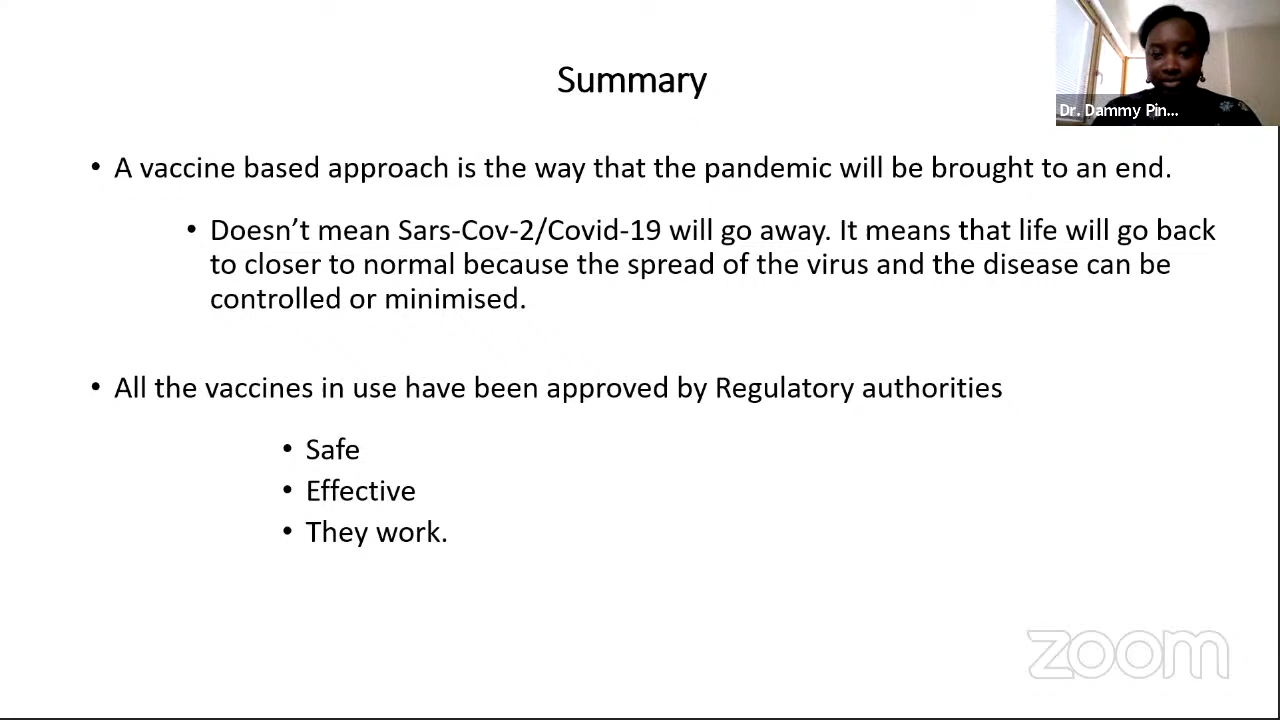 Summary
Dr. Dammy Pin...
• A vaccine based approach is the way that the pandemic will be brought to an end.
• Doesn’t mean Sars-Cov-2/Covid-19 will go away. It means that life will go back
to closer to normal because the spread of the virus and the disease can be
controlled or minimised.
• All the vaccines in use have been approved by Regulatory authorities
• Safe
• Effective
• They work.
zoom